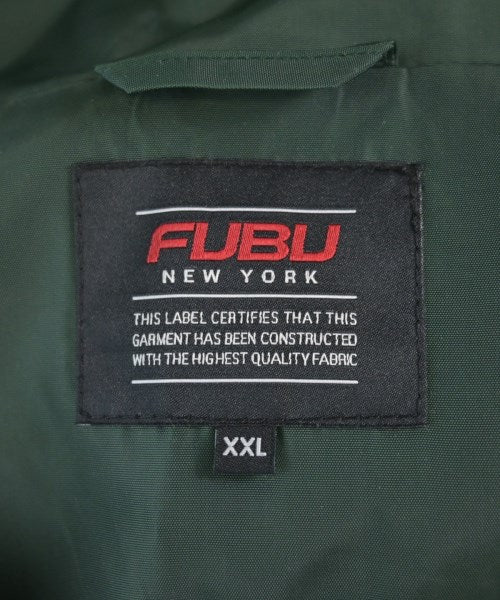 FUBU
NEW YORK
THIS LABEL CERTIFIES THAT THIS
GARMENT HAS BEEN CONSTRUCTED
WITH THE HIGHEST QUALITY FABRIC
XXL